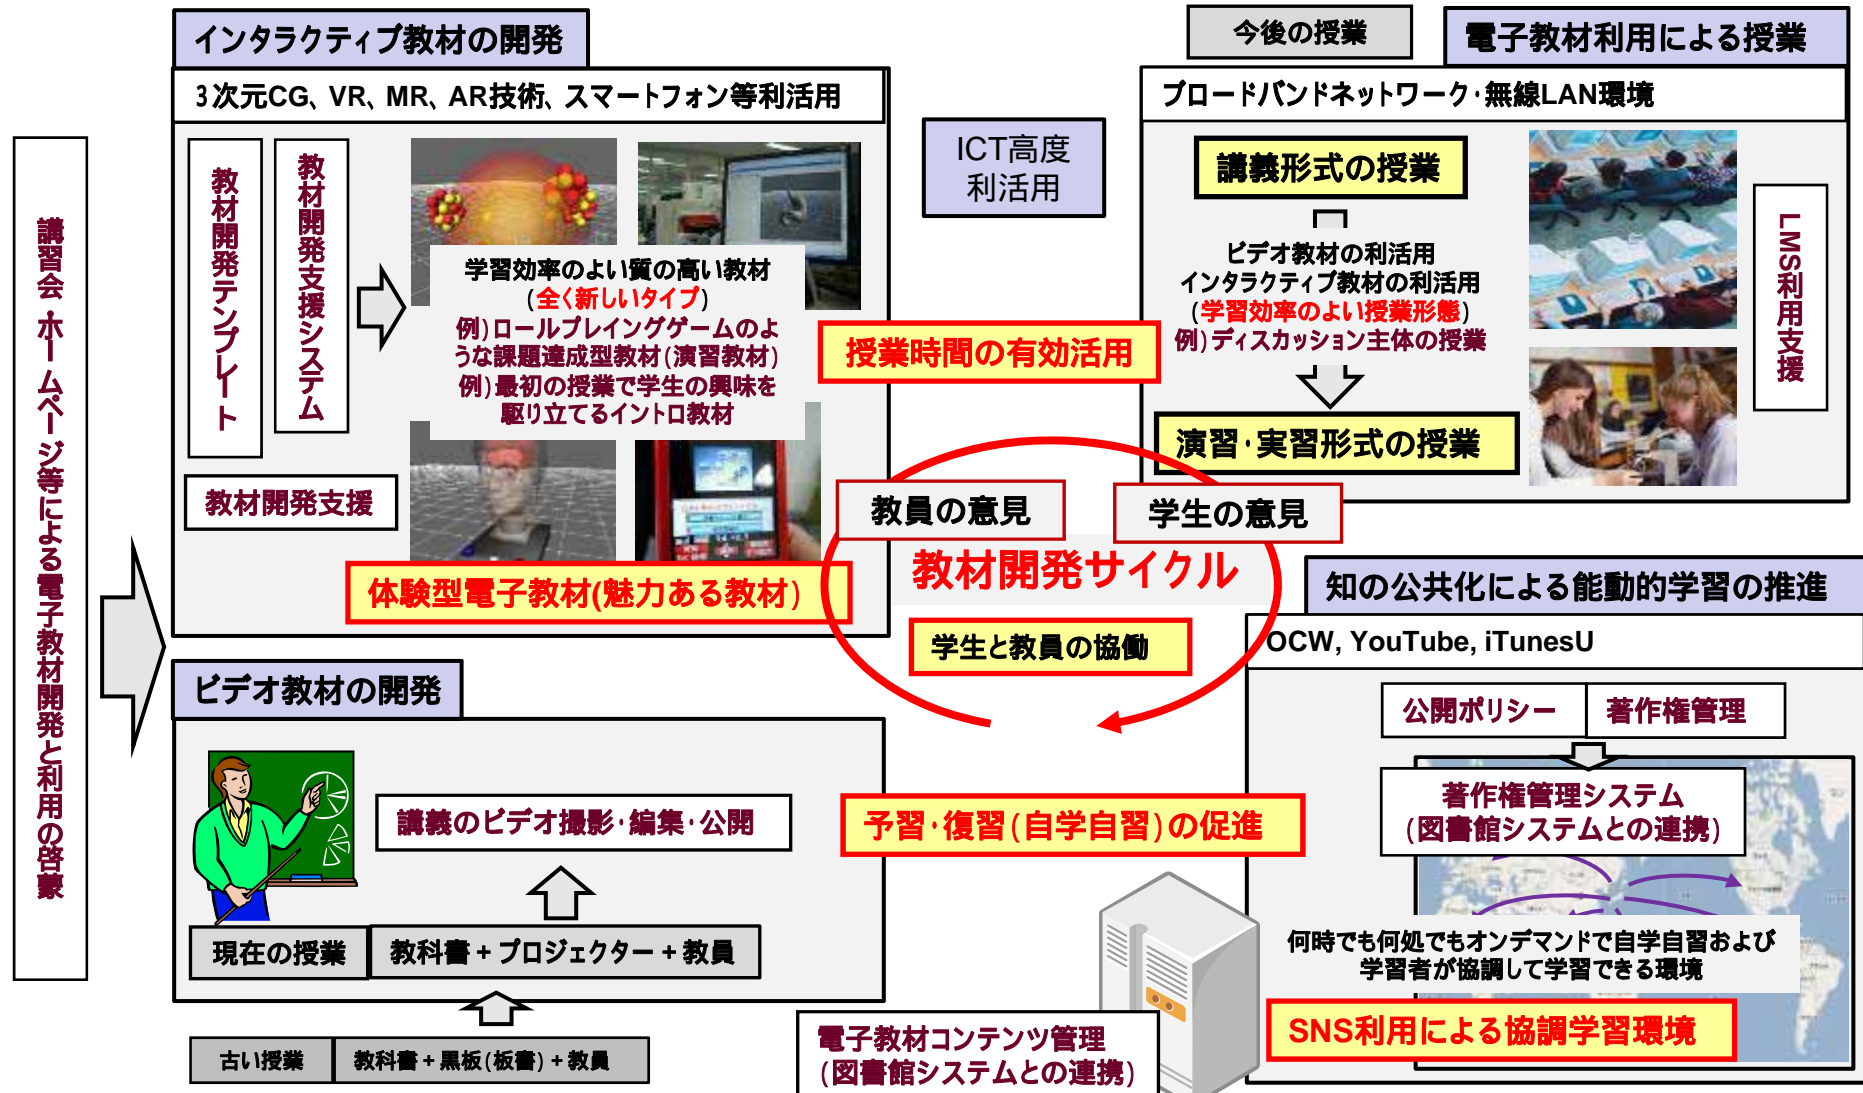 インタラクティブ教材の開発
3次元CG、VR、MR、AR技術、スマートフォン等利活用
教材開発テンプレート
教材開発支援システム
学習効率のよい質の高い教材
(全く新しいタイプ)
例)ロールプレイングゲームのよ
うな課題達成型教材(演習教材)
例)最初の授業で学生の興味を
駆り立てるイントロ教材
教材開発支援
体験型電子教材(魅力ある教材)
講習会・ホームページ等による電子教材開発と利用の啓蒙
ICT高度
利活用
今後の授業
電子教材利用による授業
ブロードバンドネットワーク・無線LAN環境
講義形式の授業
ビデオ教材の利活用
インタラクティブ教材の利活用
(学習効率のよい授業形態)
例)ディスカッション主体の授業
演習・実習形式の授業
LMS利用支援
授業時間の有効活用
教員の意見
学生の意見
教材開発サイクル
学生と教員の協働
ビデオ教材の開発
講義のビデオ撮影・編集・公開
現在の授業
教科書+プロジェクター+教員
古い授業
教科書+黒板(板書)+教員
予習・復習(自学自習)の促進
電子教材コンテンツ管理
(図書館システムとの連携)
知の公共化による能動的学習の推進
OCW, YouTube, iTunesU
公開ポリシー
著作権管理
著作権管理システム
(図書館システムとの連携)
何時でも何処でもオンデマンドで自学自習および
学習者が協調して学習できる環境
SNS利用による協調学習環境